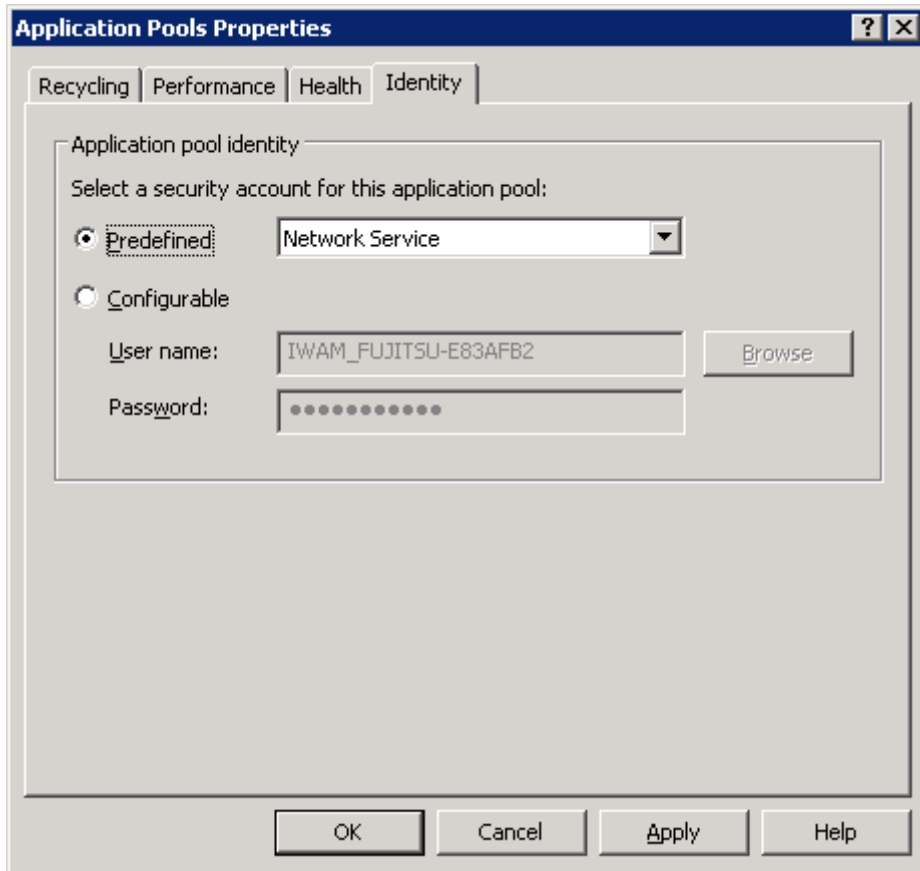 Application Pools Properties
Recycling Performance Health Identity
Application pool identity
Select a security account for this application pool:
Predefined Network Service
Configurable
User name: IWAM_FUJITSU-E83AFB2 Browse
Password: ●●●●●●●●●●●
OK Cancel Apply Help